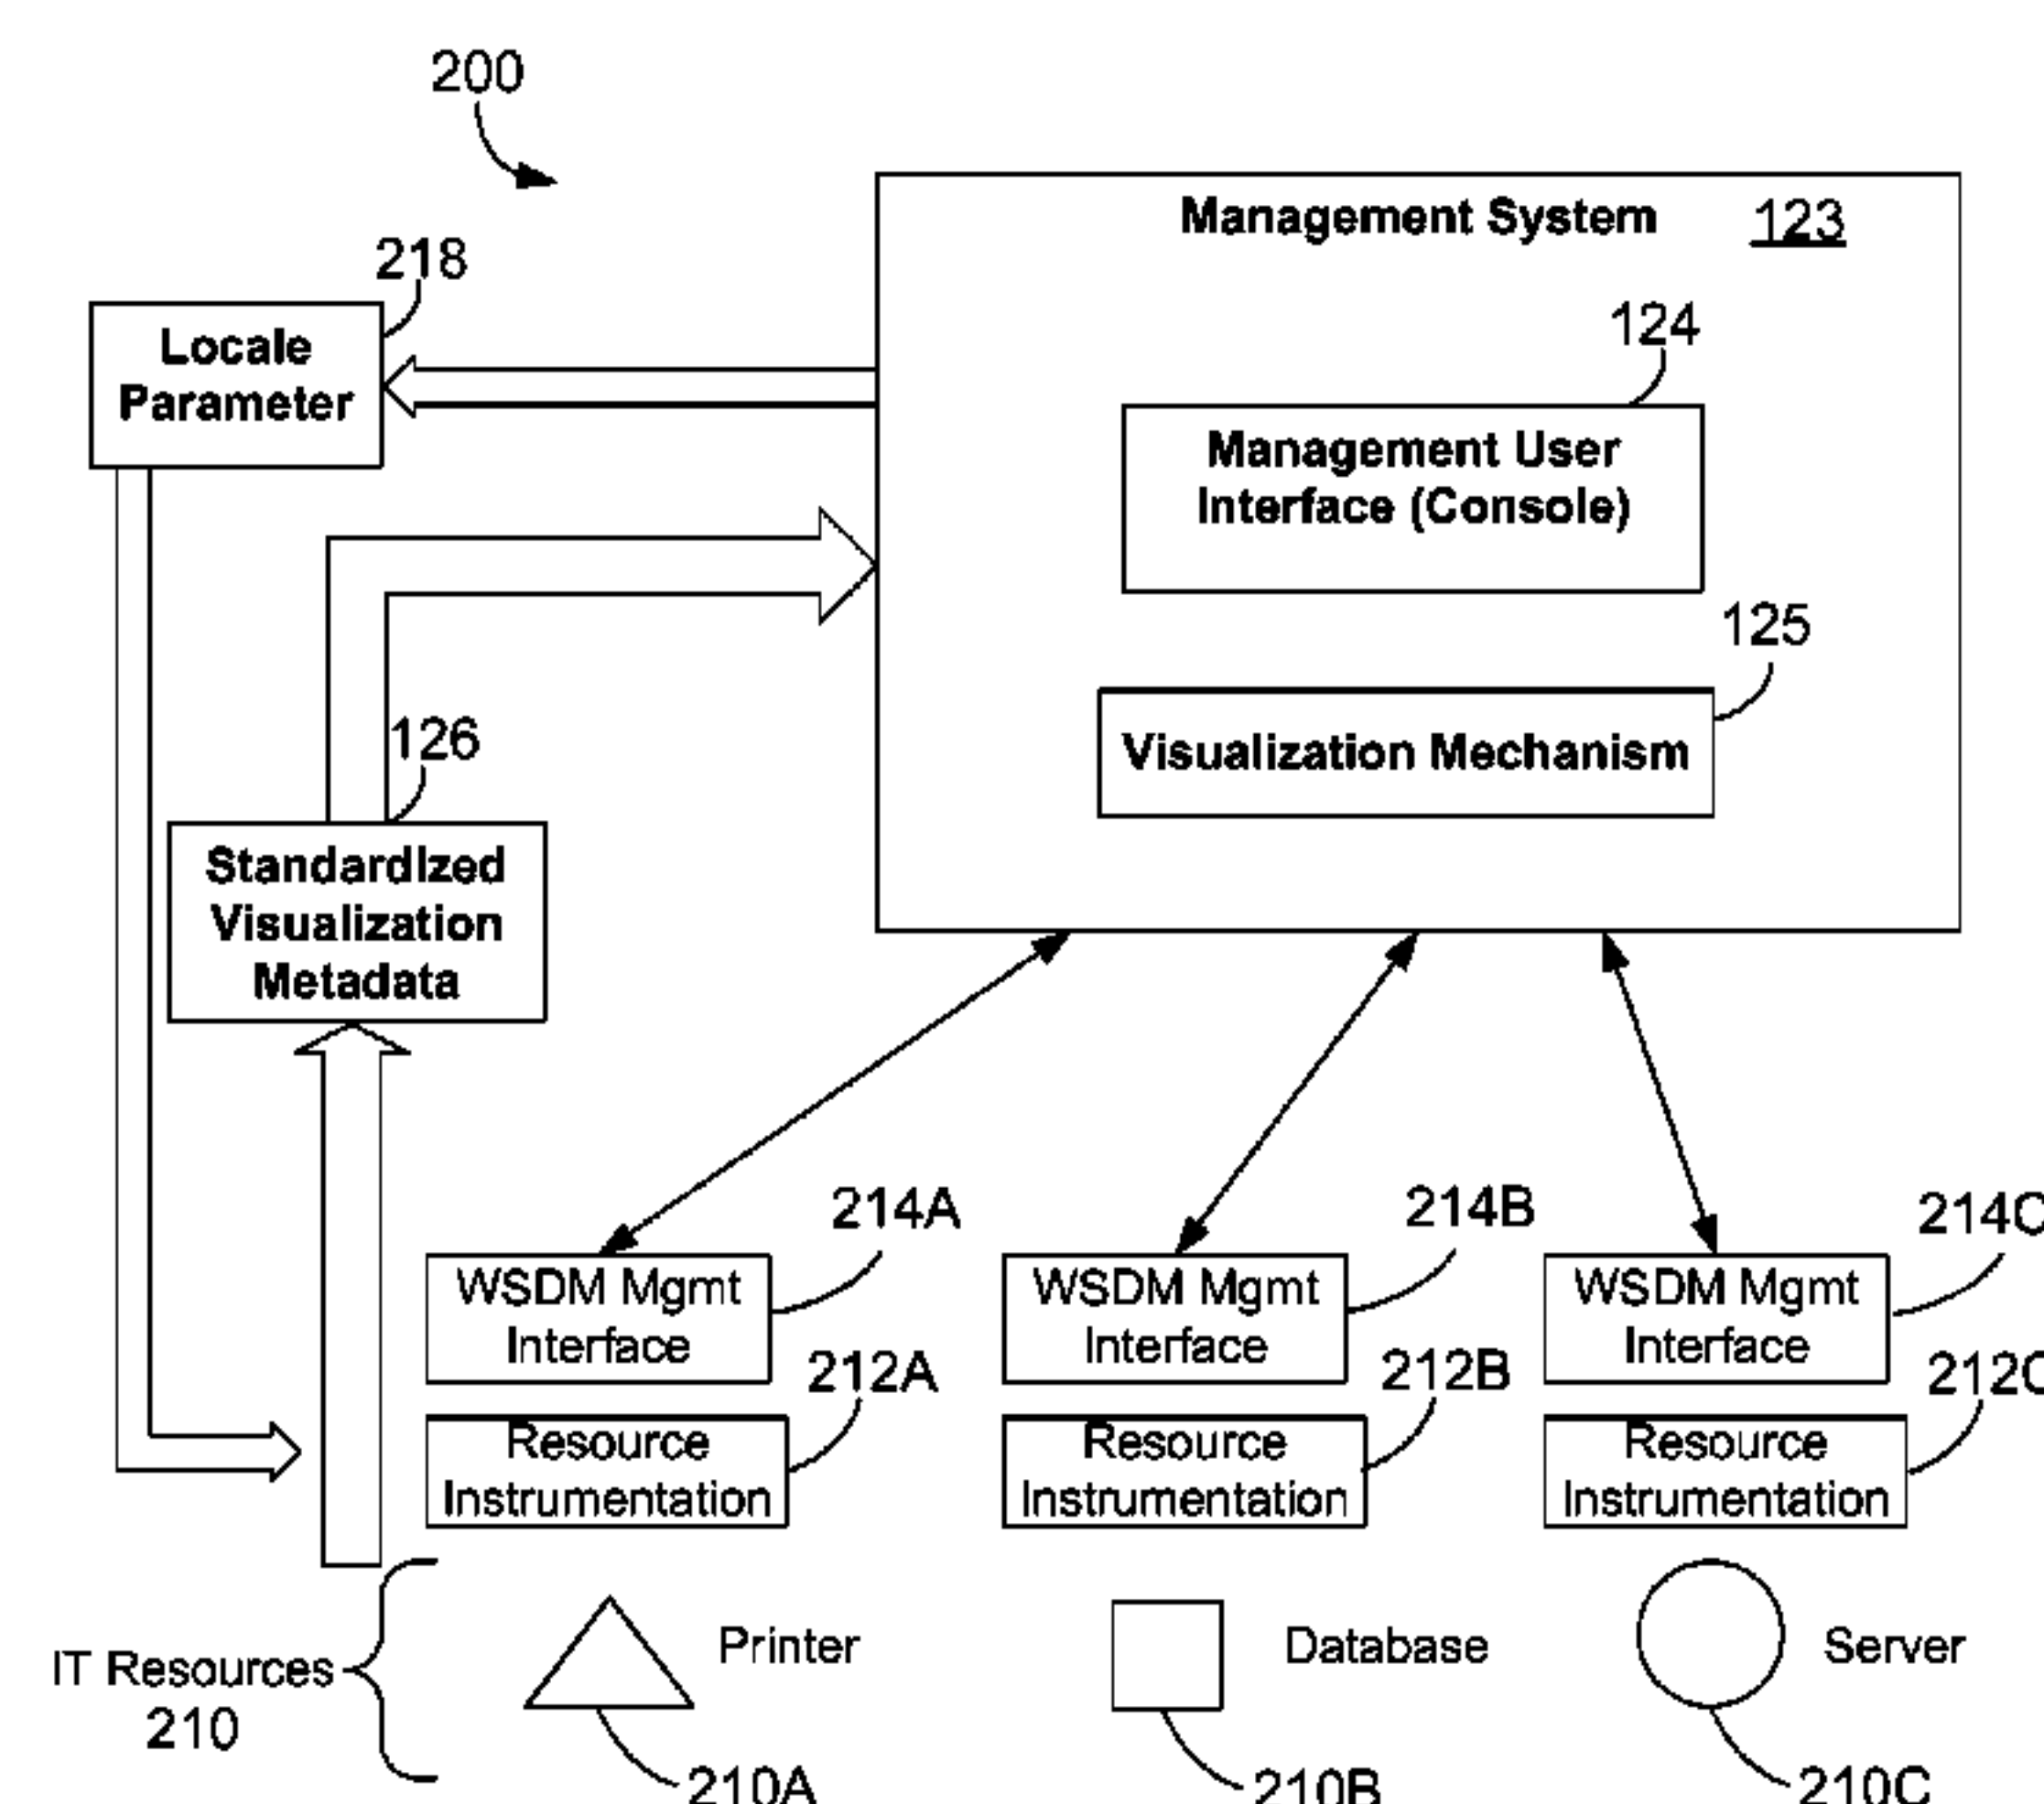 200
Management System 123
218
Locale
Parameter
124
Management User
Interface (Console)
125
Visualization Mechanism
126
Standardized
Visualization
Metadata
214A
214B
214C
WSDM Mgmt
Interface
WSDM Mgmt
Interface
WSDM Mgmt
Interface
212A
212B
212C
Resource
Instrumentation
Resource
Instrumentation
Resource
Instrumentation
IT Resources
210
Printer
Database
Server
210A
210B
210C